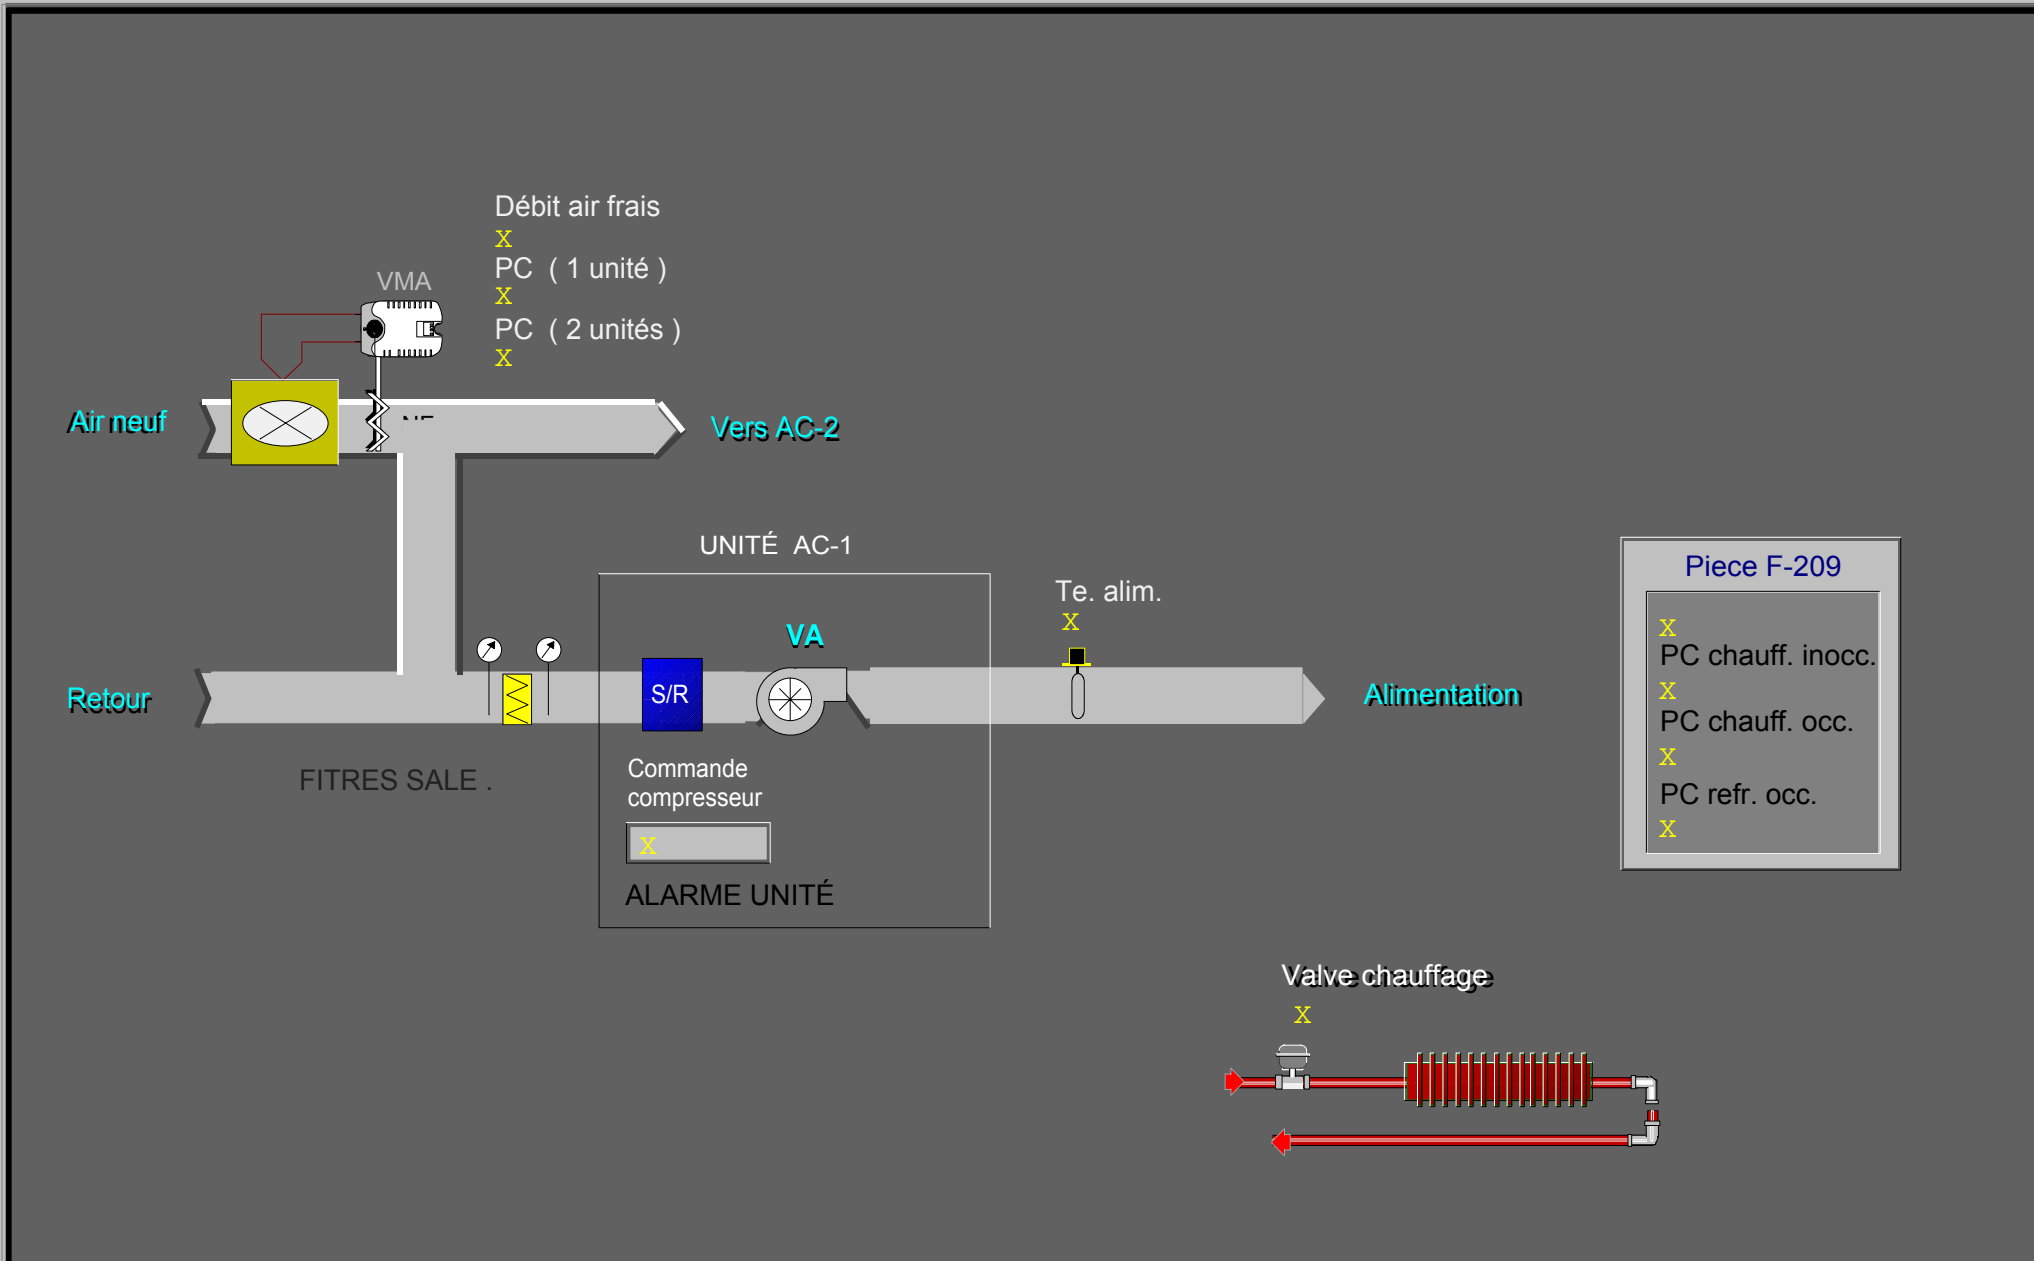 Débit air frais
X
PC ( 1 unité )
X
PC ( 2 unités )
X
VMA
Air neuf
Vers AC-2
UNITÉ AC-1
Te. alim.
X
VA
Retour
S/R
Alimentation
FITRES SALE .
Commande
compresseur
X
ALARME UNITÉ
Piece F-209
X
PC chauff. inocc.
X
PC chauff. occ.
X
PC refr. occ.
X
Valve chauffage
X